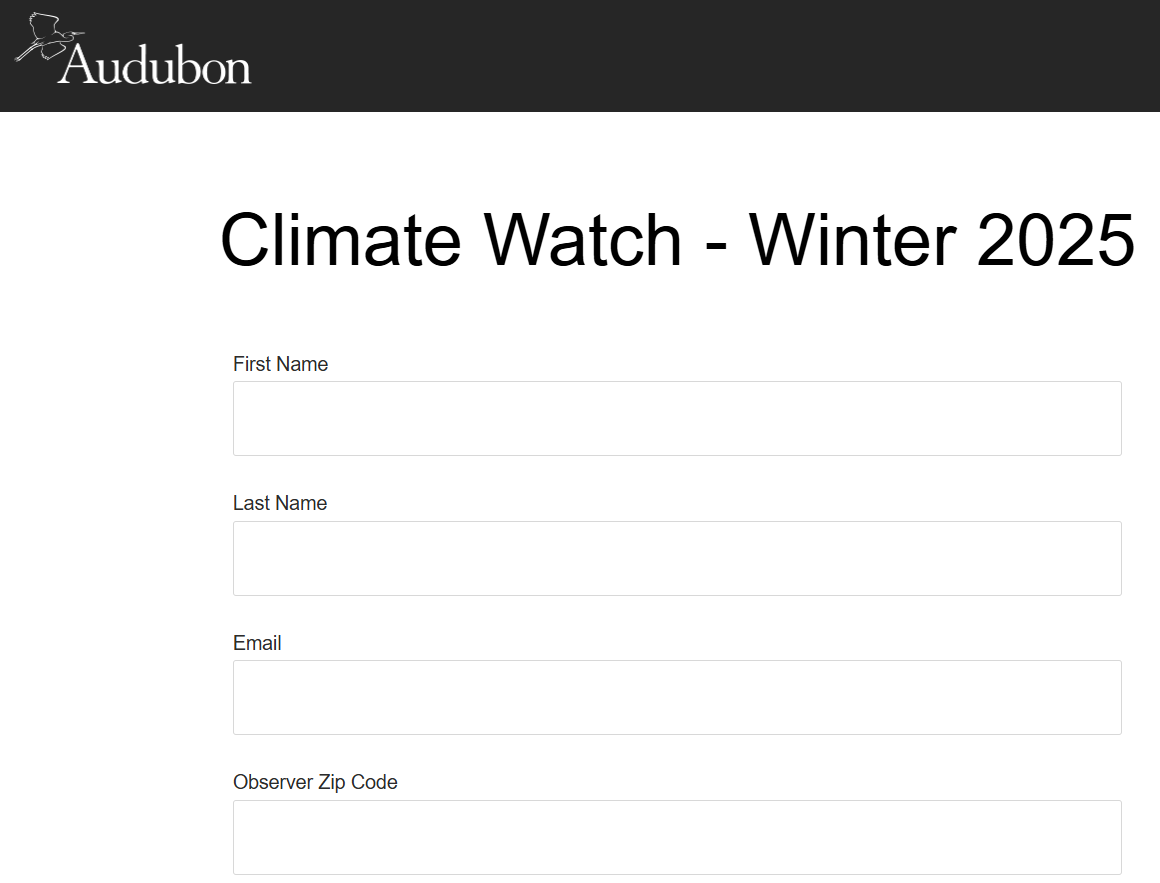 Audubon
Climate Watch - Winter 2025
First Name
Last Name
Email
Observer Zip Code